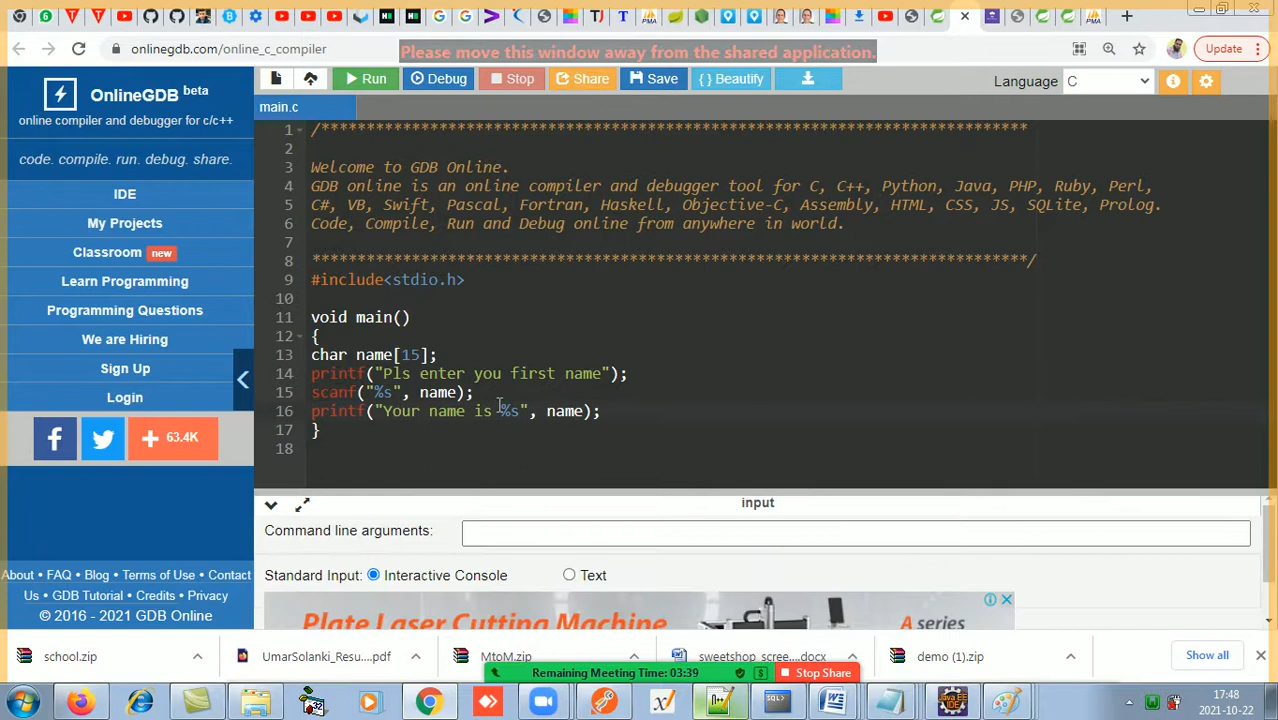 onlinegdb.com/online_c_compiler
Please move this window away from the shared application.
Update
OnlineGDB beta
online compiler and debugger for c/c++
code. compile. run. debug. share.
IDE
My Projects
Classroom new
Learn Programming
Programming Questions
We are Hiring
Sign Up
Login
63.4K
About • FAQ • Blog • Terms of Use • Contact
Us • GDB Tutorial • Credits • Privacy
© 2016 - 2021 GDB Online
Run
Debug
Stop
Share
Save
{ } Beautify
Language C
main.c
1 /******************************************************************************
2
3 Welcome to GDB Online.
4 GDB online is an online compiler and debugger tool for C, C++, Python, Java, PHP, Ruby, Perl,
5 C#, VB, Swift, Pascal, Fortran, Haskell, Objective-C, Assembly, HTML, CSS, JS, SQLite, Prolog.
6 Code, Compile, Run and Debug online from anywhere in world.
7
8 *******************************************************************************/
9 #include<stdio.h>
10
11 void main()
12 {
13 char name[15];
14 printf("Pls enter you first name");
15 scanf("%s", name);
16 printf("Your name is %s", name);
17 }
18
input
Command line arguments:
Standard Input: Interactive Console Text
Plate Laser Cutting Machine
A series
school.zip
UmarSolanki_Resu....pdf
MtoM.zip
sweetshop_scree....docx
demo (1).zip
Show all
Remaining Meeting Time: 03:39
$
Stop Share
17:48
2021-10-22